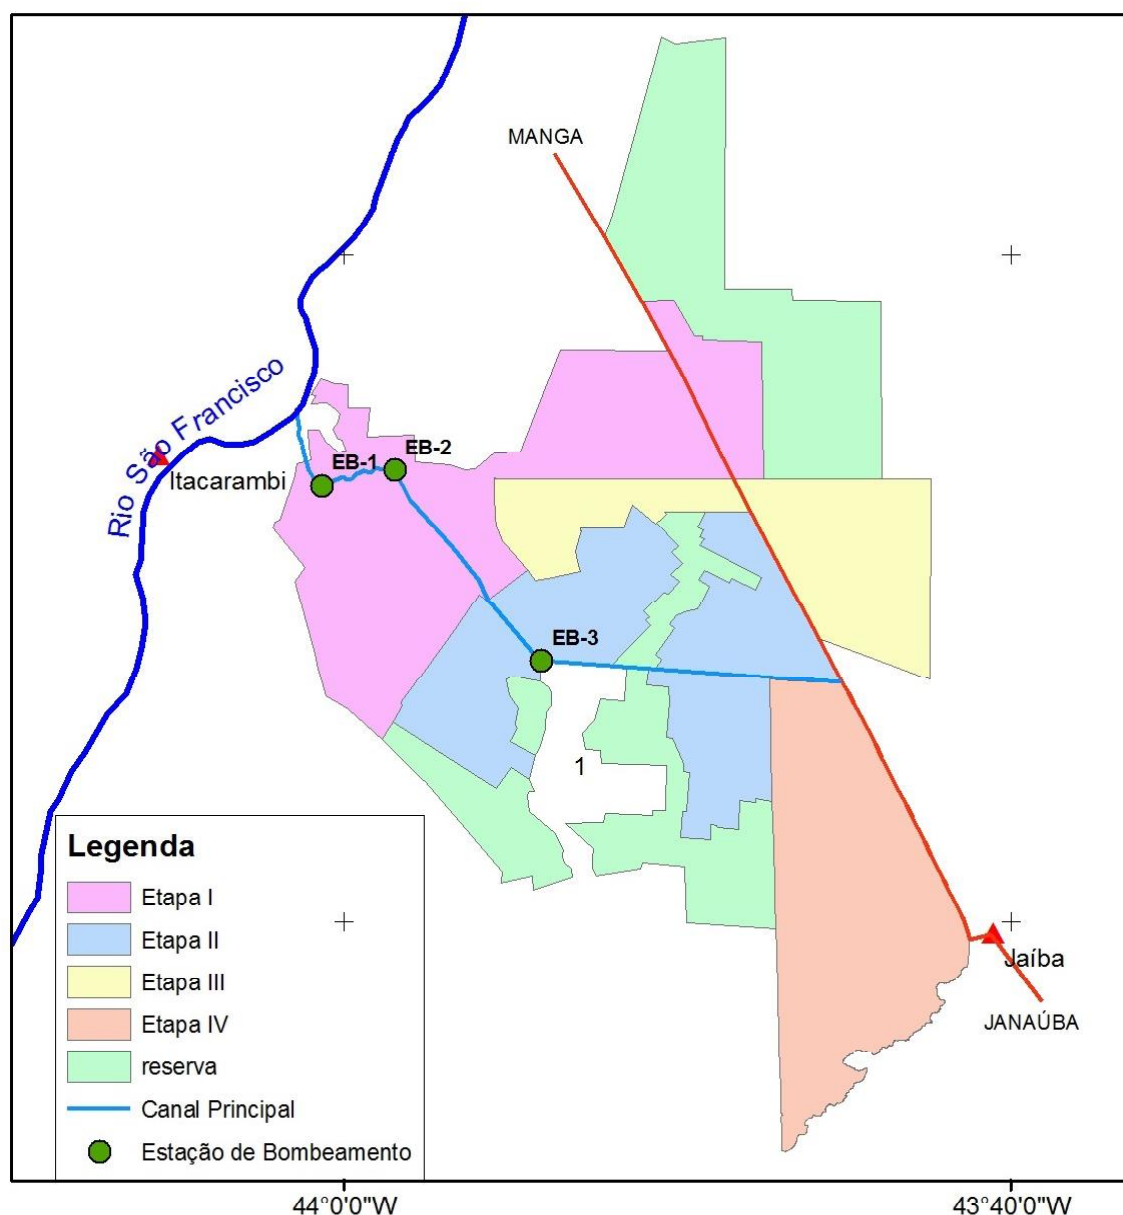 MANGA
Rio São Francisco
EB-2
EB-1
Itacarambi
EB-3
1
Legenda
Etapa I
Etapa II
Etapa III
Etapa IV
reserva
Canal Principal
Estação de Bombeamento
Jaíba
JANAÚBA
44°0'0"W
43°40'0"W